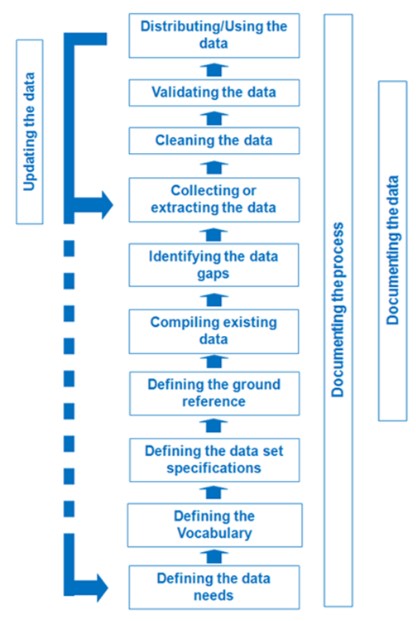 Distributing/Using the
data
Validating the data
Cleaning the data
Collecting or
extracting the data
Identifying the data
gaps
Compiling existing
data
Defining the ground
reference
Defining the data set
specifications
Defining the
Vocabulary
Defining the data
needs
Updating the data
Documenting the process
Documenting the data